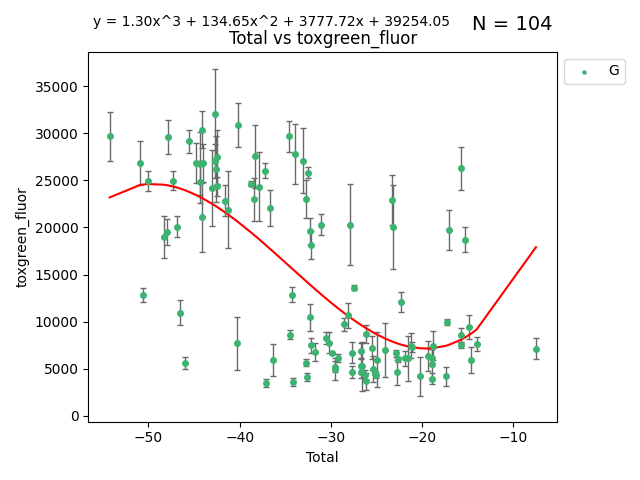 y = 1.30x^3 + 134.65x^2 + 3777.72x + 39254.05
N = 104
Total vs toxgreen_fluor
G
35000
30000
25000
20000
15000
10000
5000
0
toxgreen_fluor
−50 −40 −30 −20 −10
Total